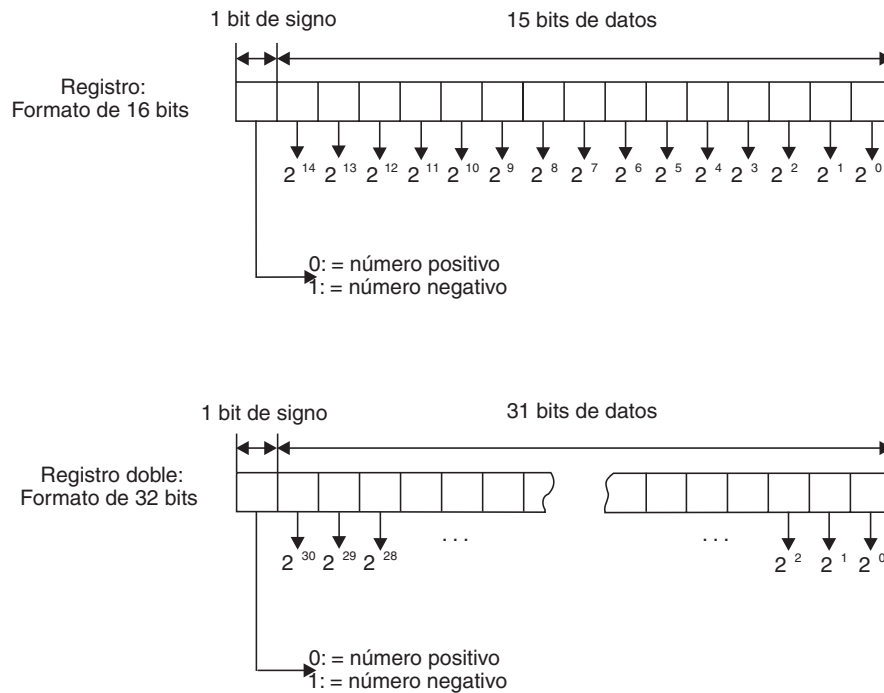 1 bit de signo 15 bits de datos
Registro:
Formato de 16 bits
2^14 2^13 2^12 2^11 2^10 2^9 2^8 2^7 2^6 2^5 2^4 2^3 2^2 2^1 2^0
0: = número positivo
1: = número negativo
1 bit de signo 31 bits de datos
Registro doble:
Formato de 32 bits
... ...
2^30 2^29 2^28 2^2 2^1 2^0
0: = número positivo
1: = número negativo